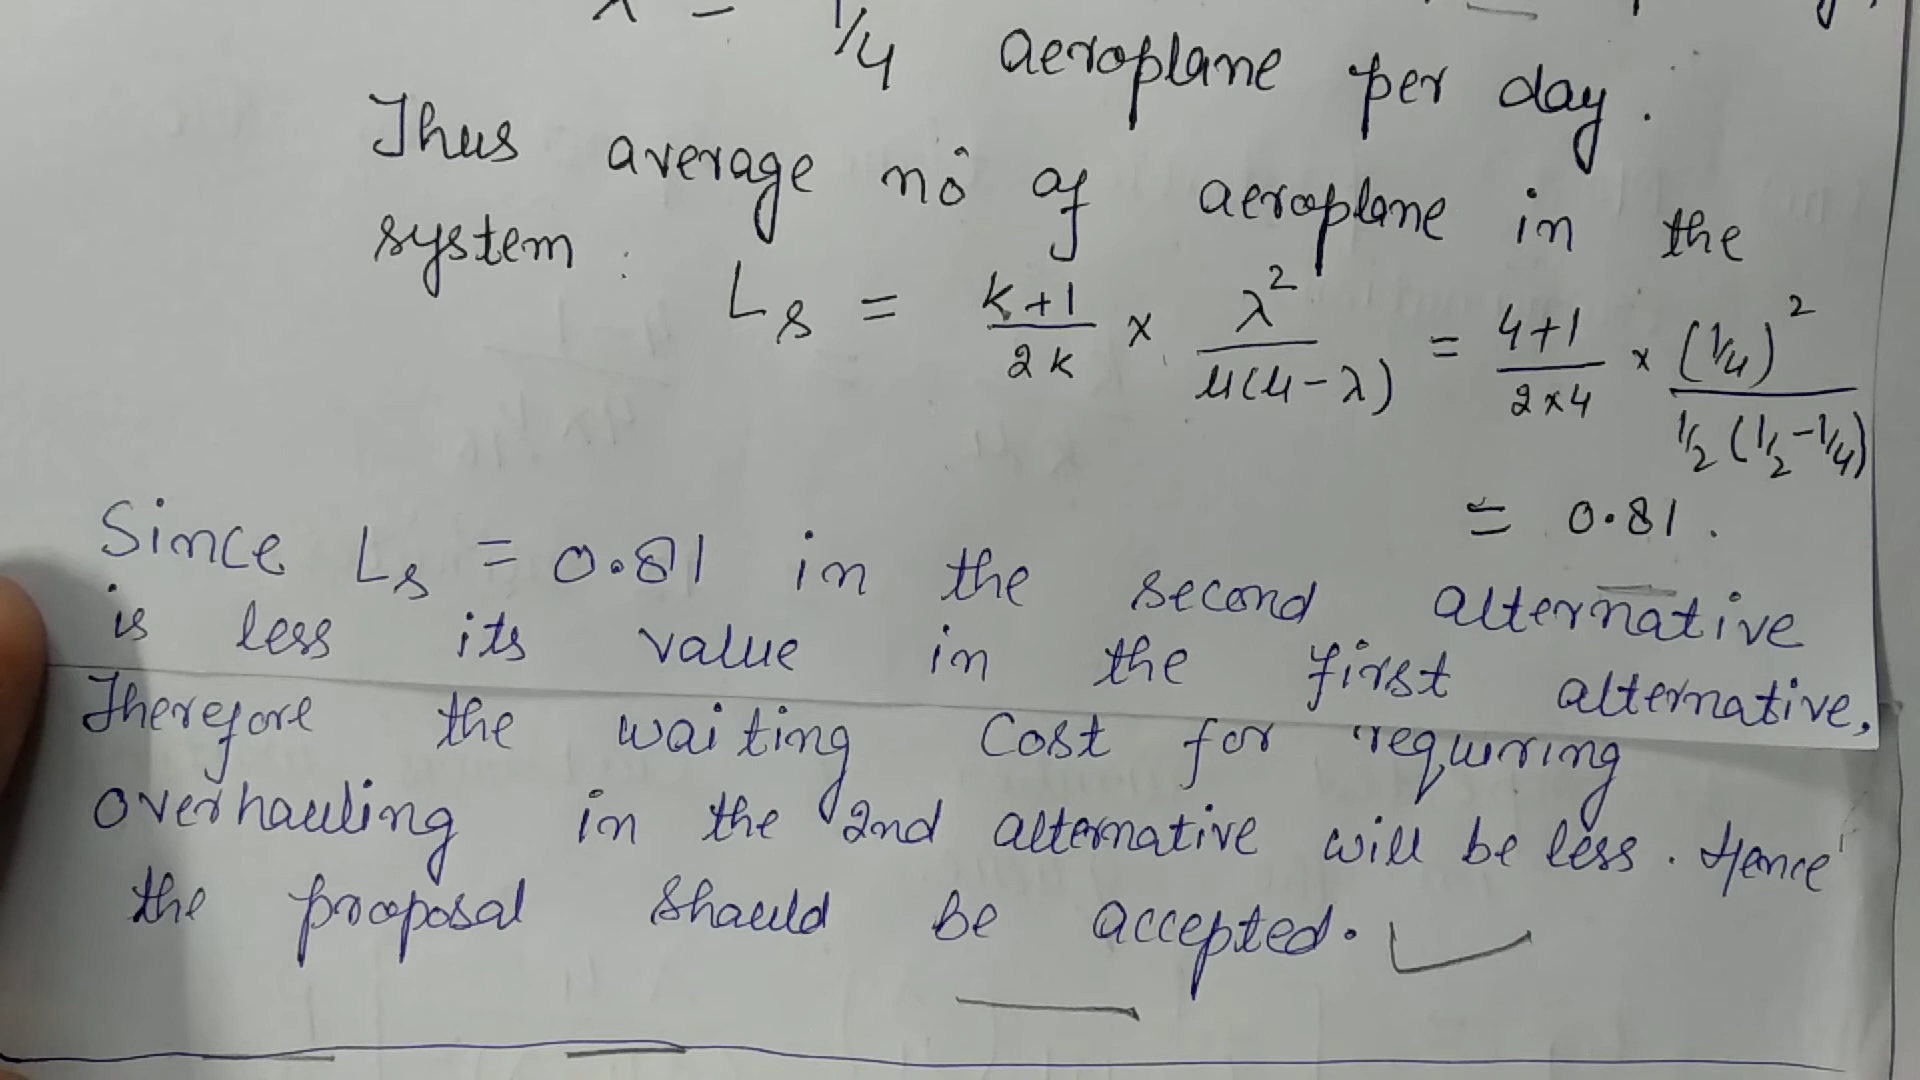 λ = 1/4 aeroplane per day.
Thus average no of aeroplane in the
system : Ls = k+1/2k × λ²/μ(μ-λ) = 4+1/2×4 × (1/4)²/1/2(1/2-1/4)
= 0.81.
Since Ls = 0.81 in the second alternative
is less its value in the first alternative,
Therefore the waiting cost for requiring
overhauling in the 2nd alternative will be less. Hence
the proposal should be accepted.